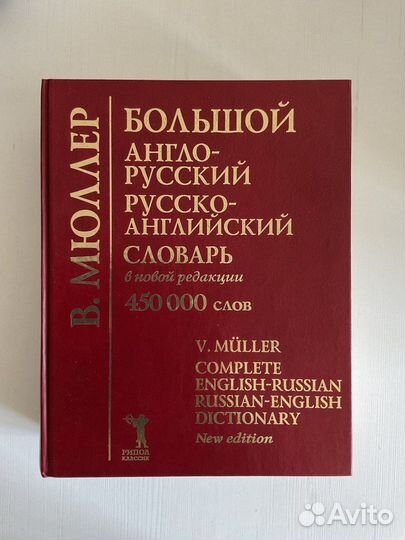 В. МЮЛЛЕР
БОЛЬШОЙ
АНГЛО-
РУССКИЙ
РУССКО-
АНГЛИЙСКИЙ
СЛОВАРЬ
в новой редакции
450 000 слов
V. MÜLLER
COMPLETE
ENGLISH-RUSSIAN
RUSSIAN-ENGLISH
DICTIONARY
New edition
РИПОЛ
КЛАССИК
Avito